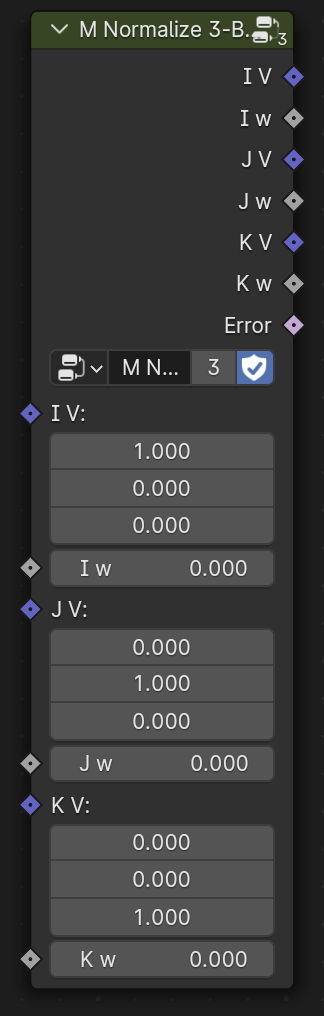 M Normalize 3-B... 3
I V
I w
J V
J w
K V
K w
Error
M N... 3
I V:
1.000
0.000
0.000
I w 0.000
J V:
0.000
1.000
0.000
J w 0.000
K V:
0.000
0.000
1.000
K w 0.000